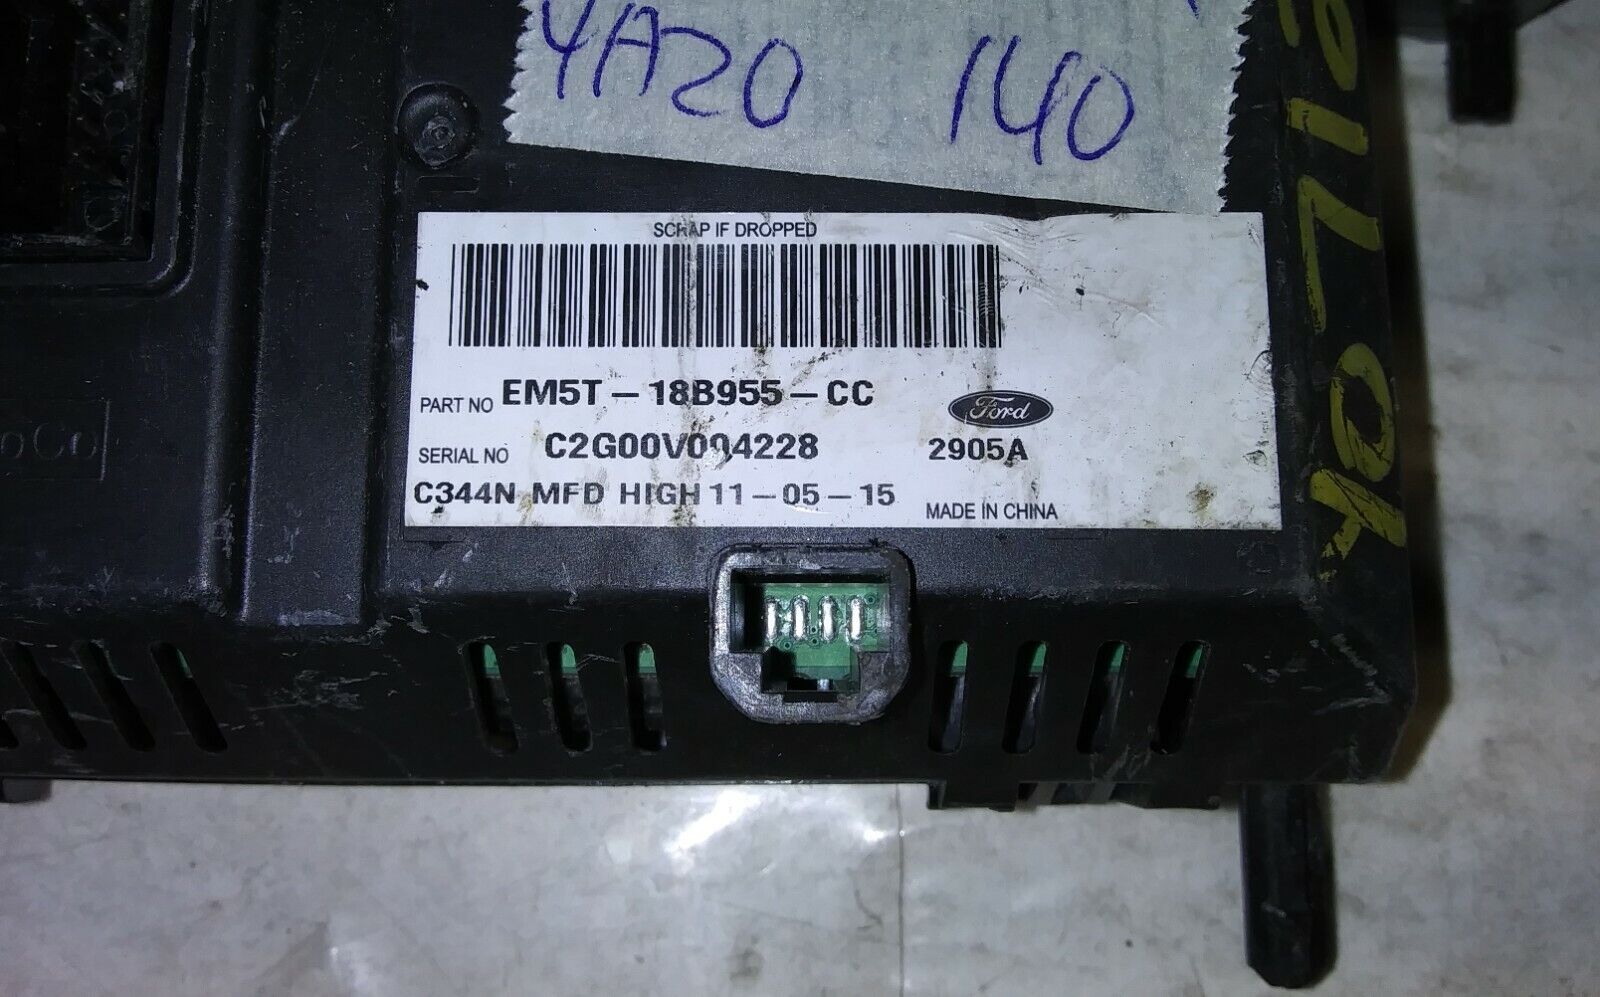 4A20 140
SCRAP IF DROPPED
PART NO EM5T-18B955-CC Ford
SERIAL NO C2G00V094228 2905A
C344N MFD HIGH 11-05-15
MADE IN CHINA